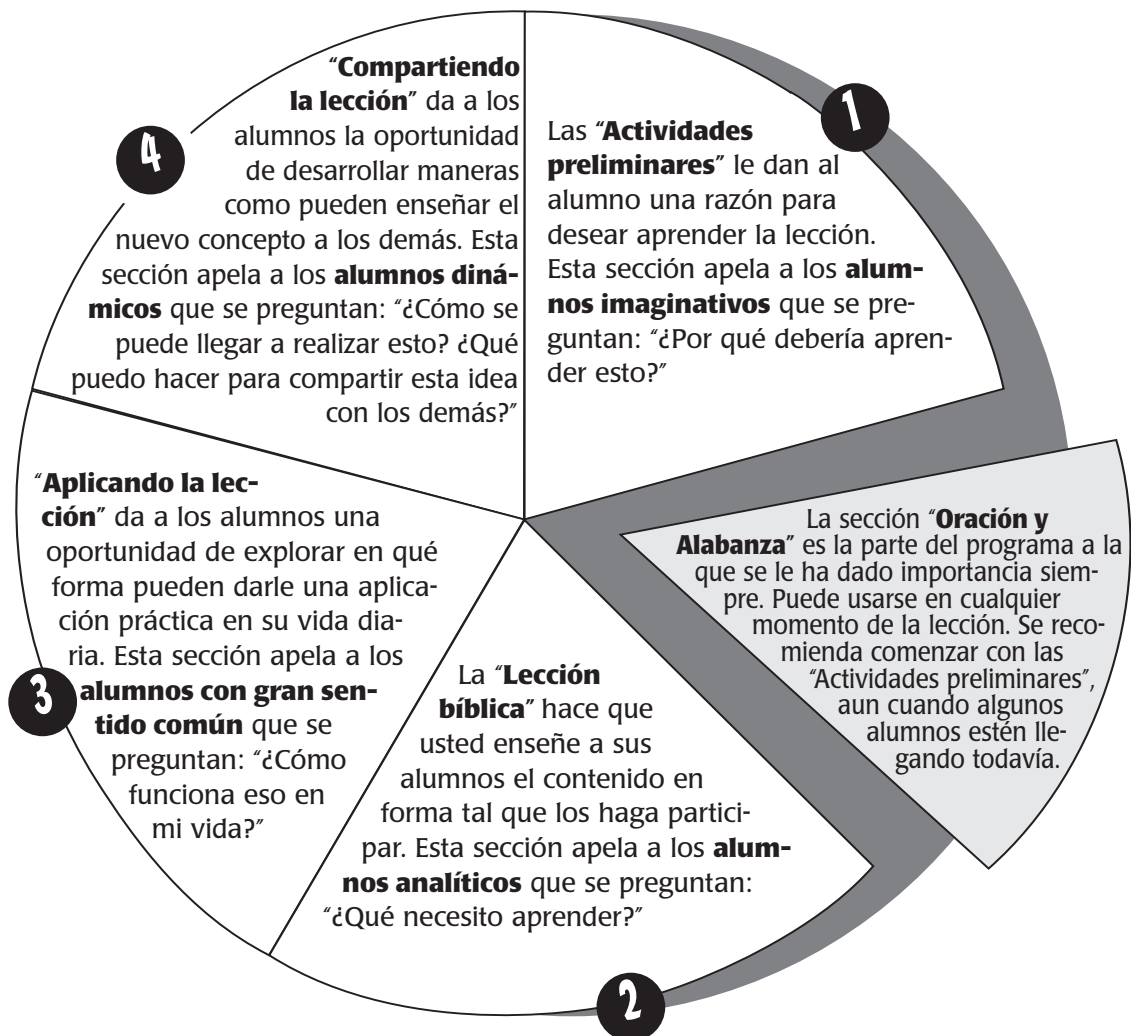 1
Las “Actividades
preliminares” le dan al
alumno una razón para
desear aprender la lección.
Esta sección apela a los alum-
nos imaginativos que se pre-
guntan: “¿Por qué debería apren-
der esto?”
La sección “Oración y
Alabanza” es la parte del programa a la
que se le ha dado importancia siem-
pre. Puede usarse en cualquier
momento de la lección. Se reco-
mienda comenzar con las
“Actividades preliminares”,
aun cuando algunos
alumnos estén lle-
gando todavía.
2
La “Lección
bíblica” hace que
usted enseñe a sus
alumnos el contenido en
forma tal que los haga partici-
par. Esta sección apela a los alum-
nos analíticos que se preguntan:
“¿Qué necesito aprender?”
3
“Aplicando la lec-
ción” da a los alumnos una
oportunidad de explorar en qué
forma pueden darle una aplica-
ción práctica en su vida dia-
ria. Esta sección apela a los
alumnos con gran sen-
tido común que se
preguntan: “¿Cómo
funciona eso en
mi vida?”
4
“Compartiendo
la lección” da a los
alumnos la oportunidad
de desarrollar maneras
como pueden enseñar el
nuevo concepto a los demás. Esta
sección apela a los alumnos diná-
micos que se preguntan: “¿Cómo se
puede llegar a realizar esto? ¿Qué
puedo hacer para compartir esta idea
con los demás?”